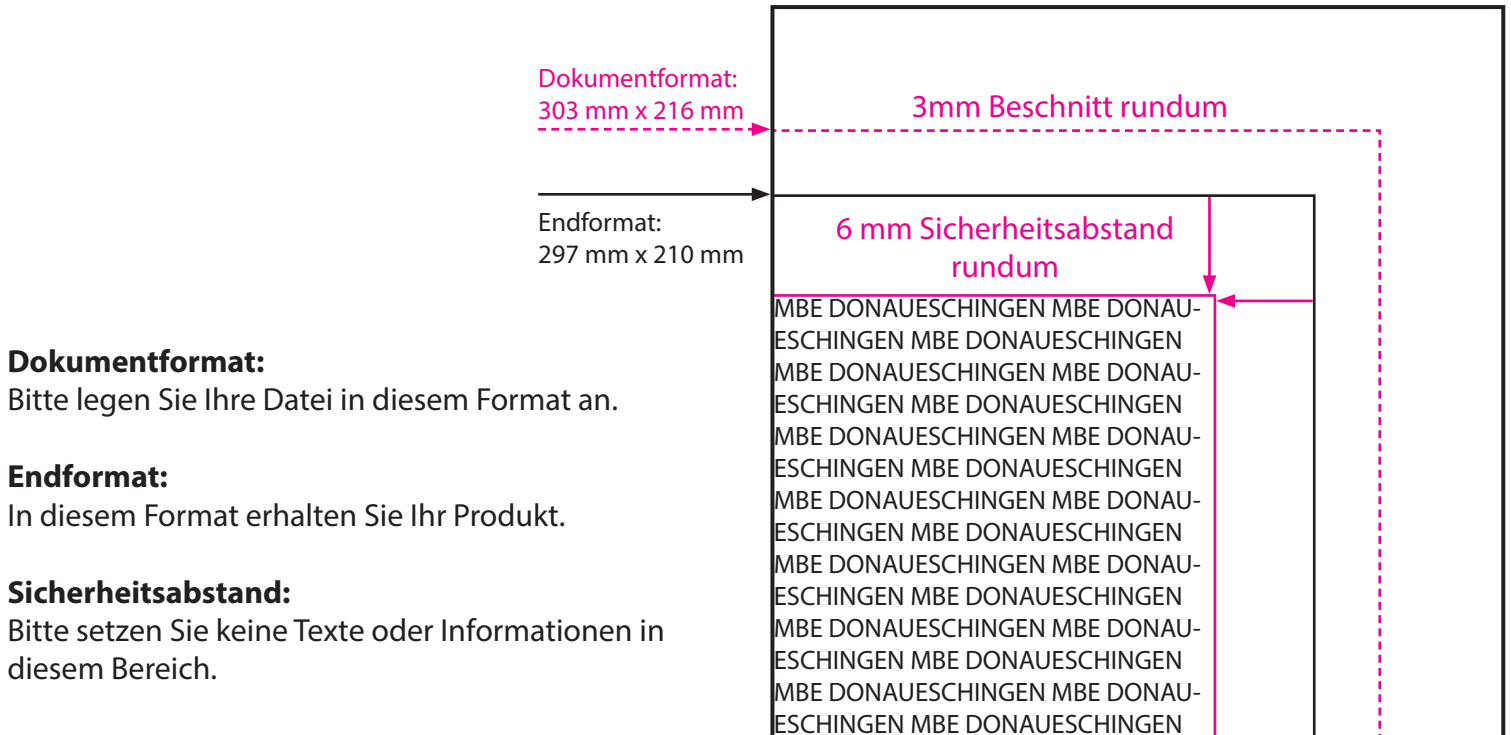 Dokumentformat:
303 mm x 216 mm
3mm Beschnitt rundum
Endformat:
297 mm x 210 mm
6 mm Sicherheitsabstand
rundum
Dokumentformat:
Bitte legen Sie Ihre Datei in diesem Format an.
Endformat:
In diesem Format erhalten Sie Ihr Produkt.
Sicherheitsabstand:
Bitte setzen Sie keine Texte oder Informationen in
diesem Bereich.
MBE DONAUESCHINGEN MBE DONAU-
ESCHINGEN MBE DONAUESCHINGEN
MBE DONAUESCHINGEN MBE DONAU-
ESCHINGEN MBE DONAUESCHINGEN
MBE DONAUESCHINGEN MBE DONAU-
ESCHINGEN MBE DONAUESCHINGEN
MBE DONAUESCHINGEN MBE DONAU-
ESCHINGEN MBE DONAUESCHINGEN
MBE DONAUESCHINGEN MBE DONAU-
ESCHINGEN MBE DONAUESCHINGEN
MBE DONAUESCHINGEN MBE DONAU-
ESCHINGEN MBE DONAUESCHINGEN
MBE DONAUESCHINGEN MBE DONAU-
ESCHINGEN MBE DONAUESCHINGEN